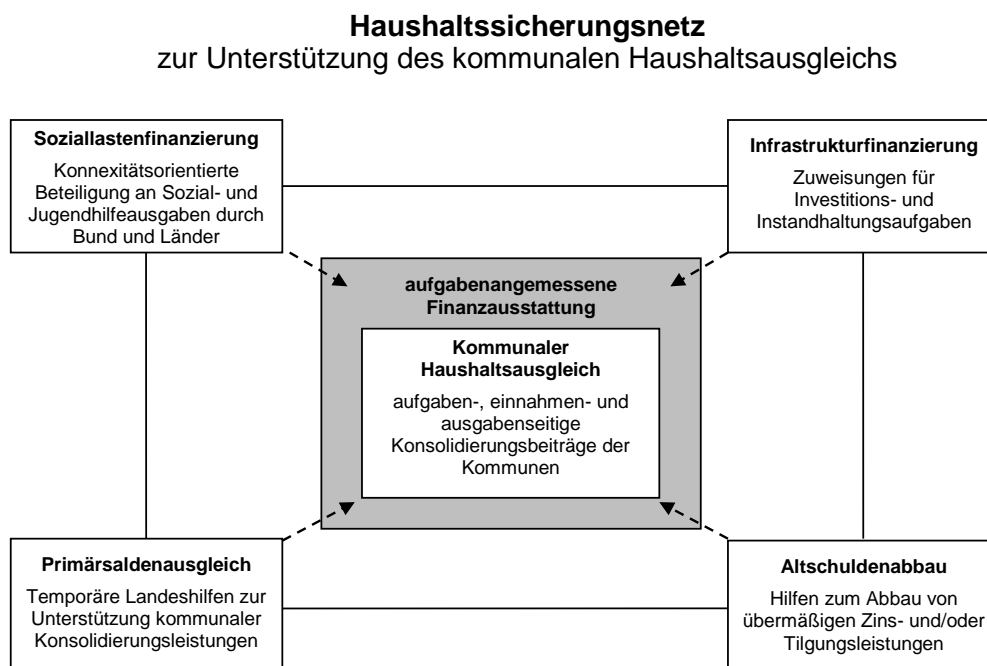 Haushaltssicherungsnetz
zur Unterstützung des kommunalen Haushaltsausgleichs
Soziallastenfinanzierung
Konnexitätsorientierte
Beteiligung an Sozial- und
Jugendhilfeausgaben durch
Bund und Länder
Infrastrukturfinanzierung
Zuweisungen für
Investitions- und
Instandhaltungsaufgaben
aufgabenangemessene
Finanzausstattung
Kommunaler
Haushaltsausgleich
aufgaben-, einnahmen- und
ausgabenseitige
Konsolidierungsbeiträge der
Kommunen
Primärsaldenausgleich
Temporäre Landeshilfen zur
Unterstützung kommunaler
Konsolidierungsleistungen
Altschuldenabbau
Hilfen zum Abbau von
übermäßigen Zins- und/oder
Tilgungsleistungen